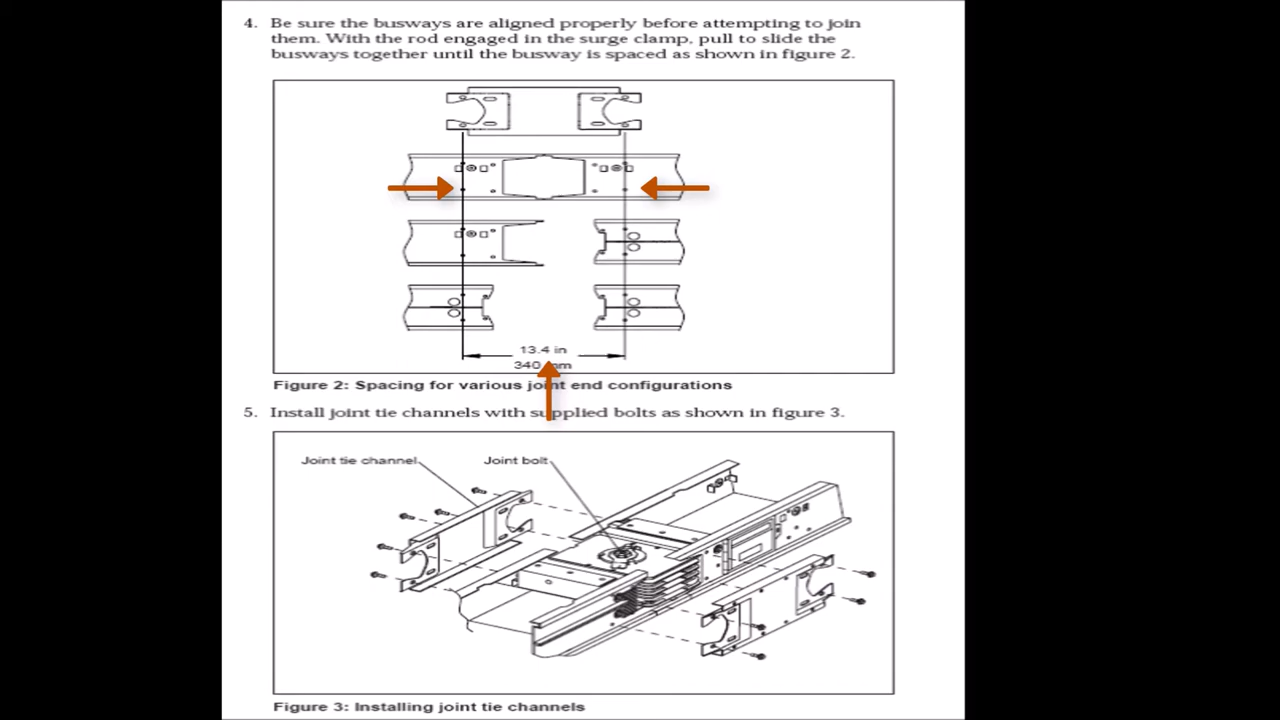 4. Be sure the busways are aligned properly before attempting to join
them. With the rod engaged in the surge clamp, pull to slide the
busways together until the busway is spaced as shown in figure 2.
13.4 in
340 mm
Figure 2: Spacing for various joint end configurations
5. Install joint tie channels with supplied bolts as shown in figure 3.
Joint tie channel
Joint bolt
Figure 3: Installing joint tie channels